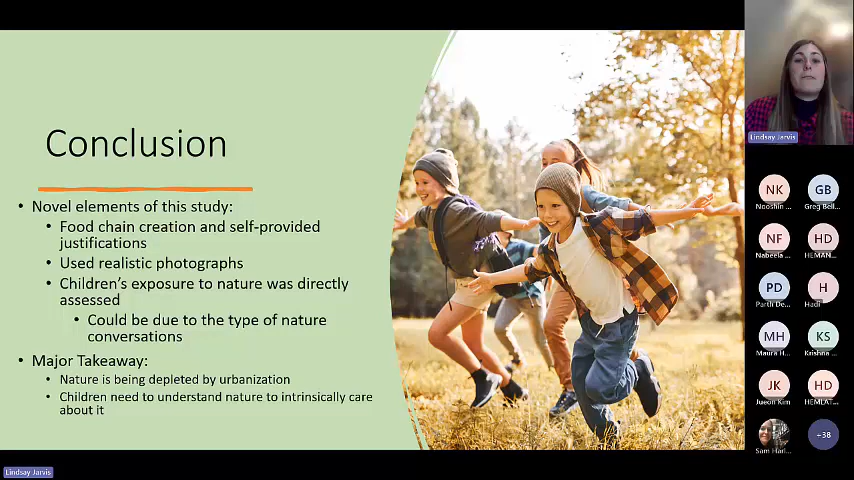 Conclusion
• Novel elements of this study:
• Food chain creation and self-provided
justifications
• Used realistic photographs
• Children's exposure to nature was directly
assessed
• Could be due to the type of nature
conversations
• Major Takeaway:
• Nature is being depleted by urbanization
• Children need to understand nature to intrinsically care
about it
Lindsay Jarvis
Lindsay Jarvis
NK
GB
Nooshin ...
Greg Bell...
NF
HD
Nabeela ...
HEMAN...
PD
H
Parth De...
Hadi
MH
KS
Maura H...
Krishna ...
JK
HD
Jueon Kim
HEMLAT...
+38
Sam Harl...